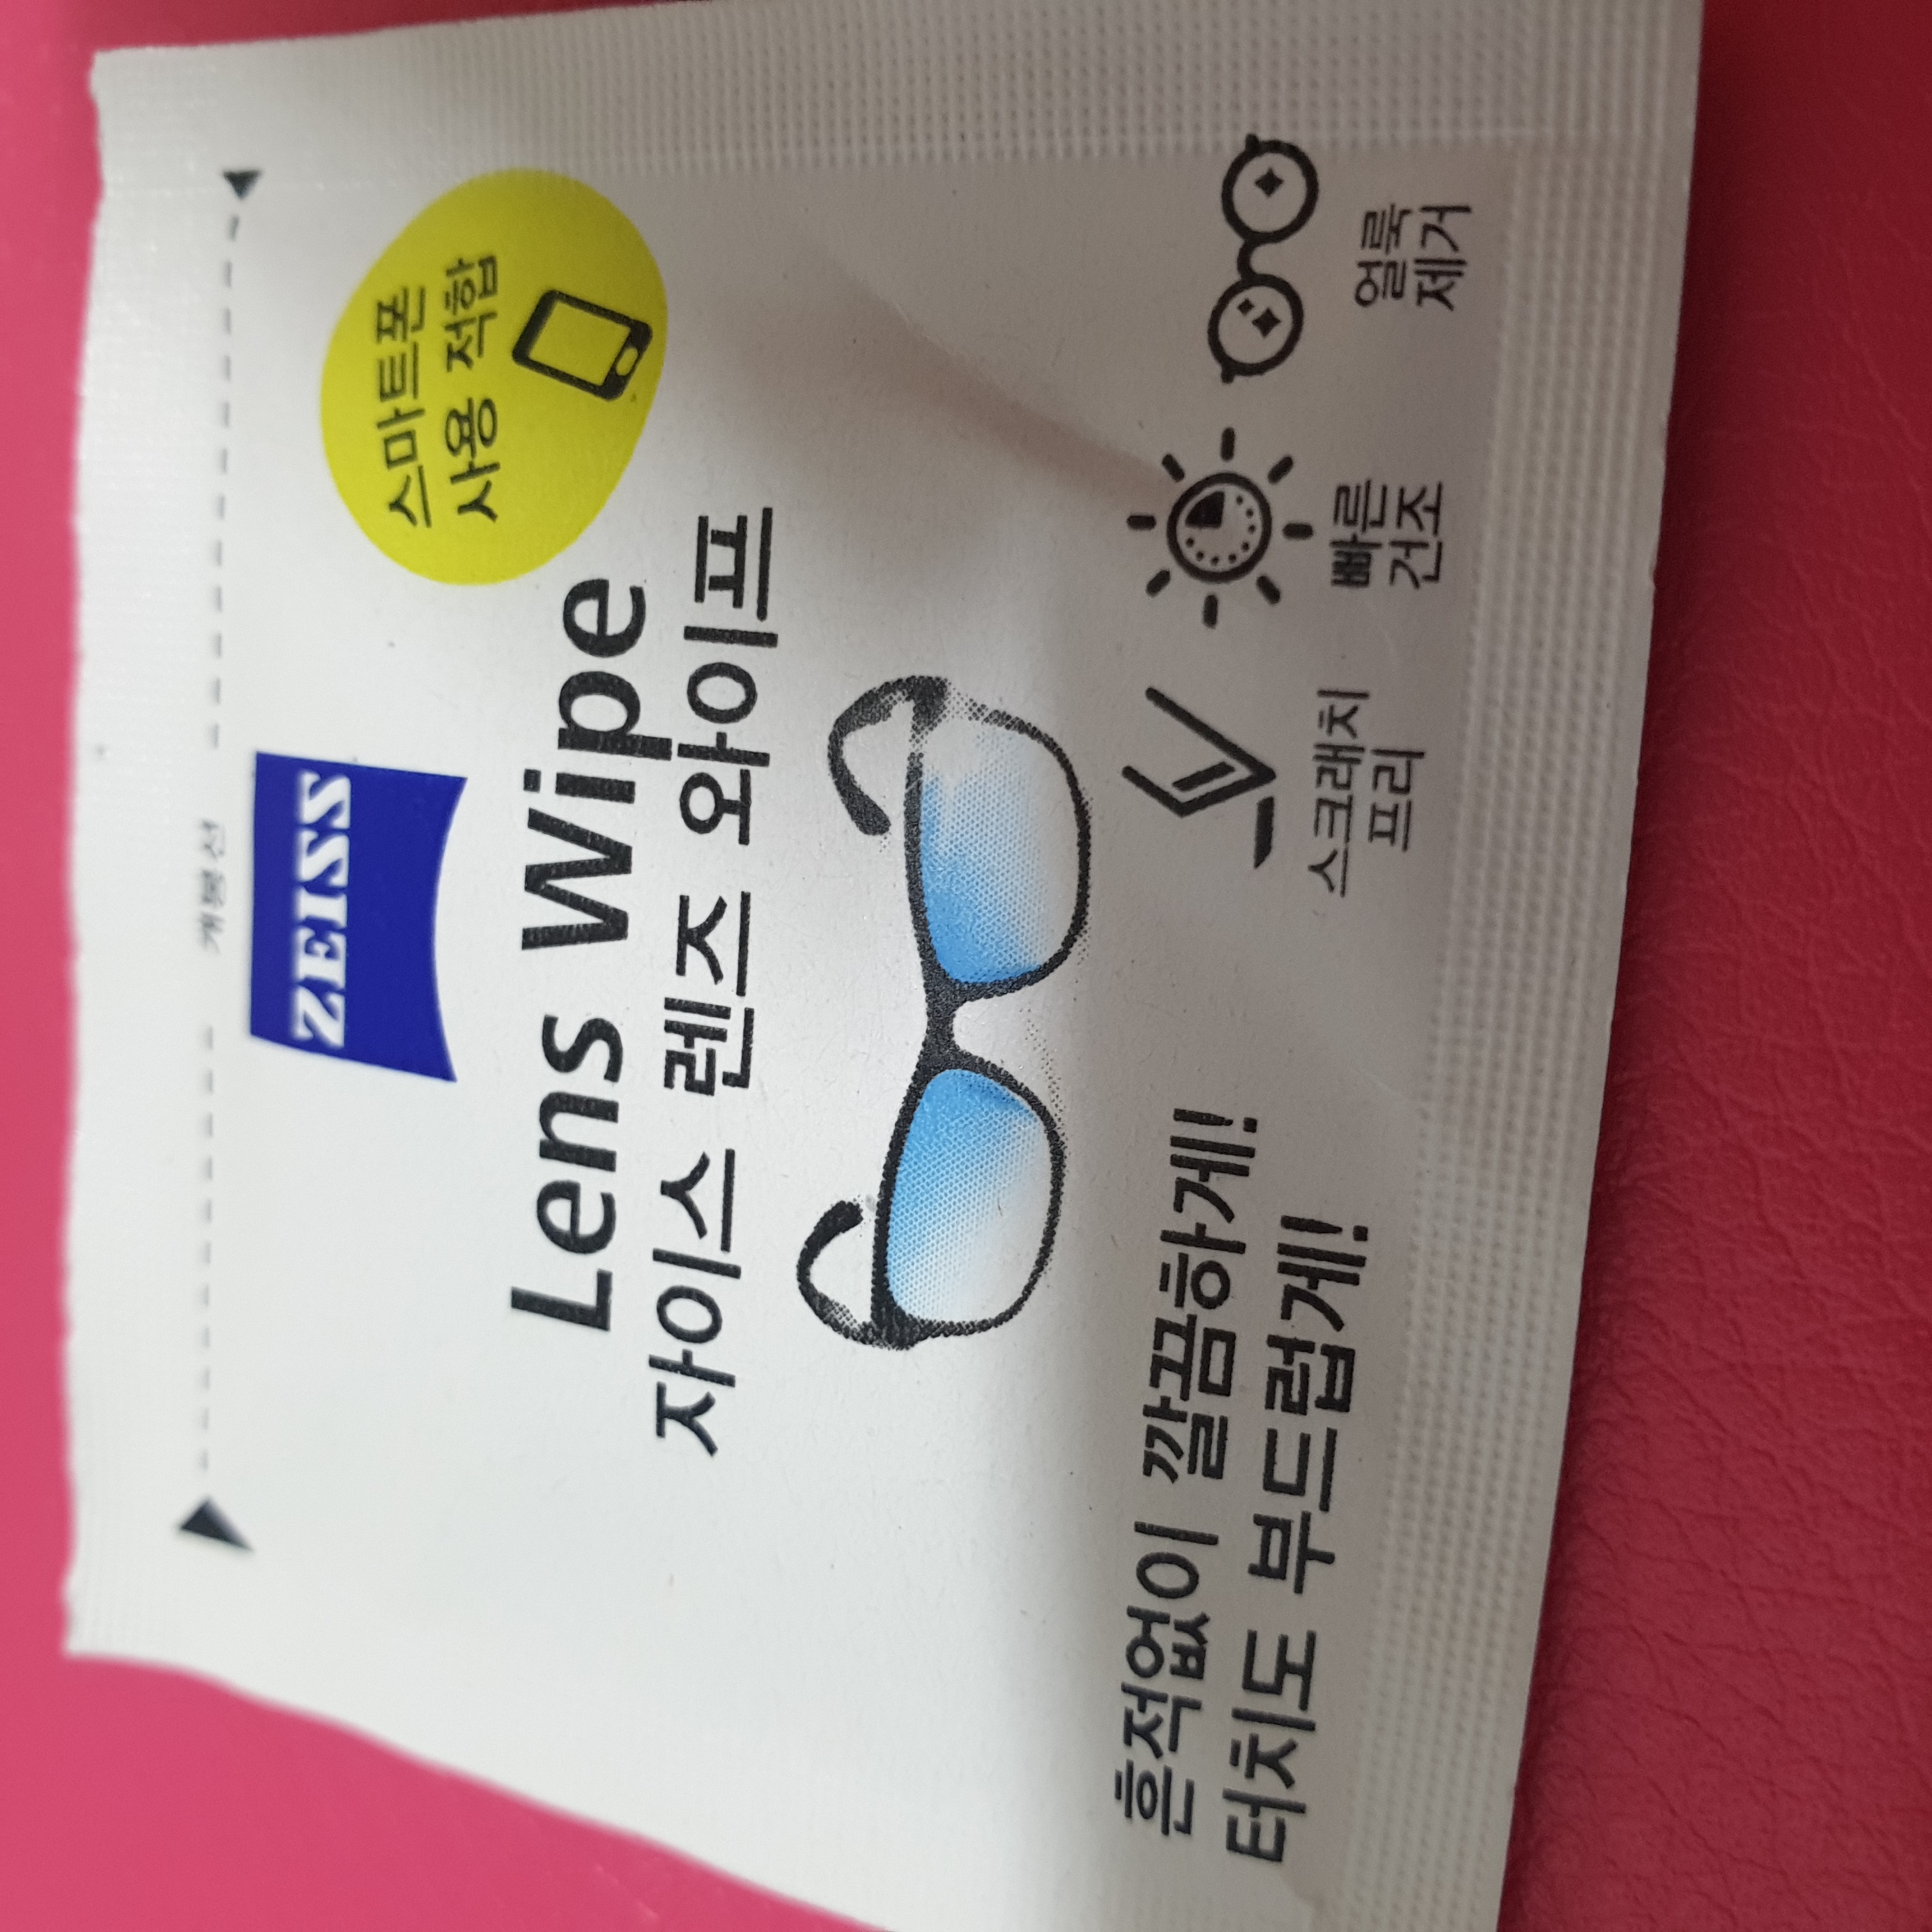 개봉선
ZEISS
스마트폰
사용 적합
Lens Wipe
자이스 렌즈 와이프
흔적없이 깔끔하게!
터치도 부드럽게!
스크래치
프리
빠른
건조
얼룩
제거